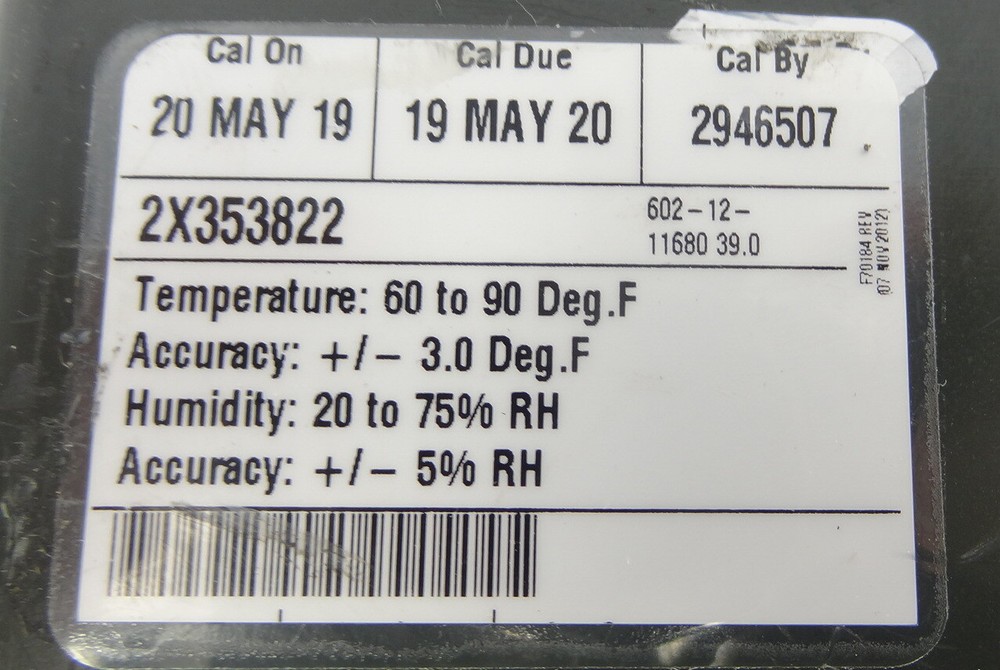 Cal On Cal Due Cal By
20 MAY 19 19 MAY 20 2946507
2X353822
602-12-
11680 39.0
F70184 REV
(07 NOV 2012)
Temperature: 60 to 90 Deg.F
Accuracy: +/- 3.0 Deg.F
Humidity: 20 to 75% RH
Accuracy: +/- 5% RH